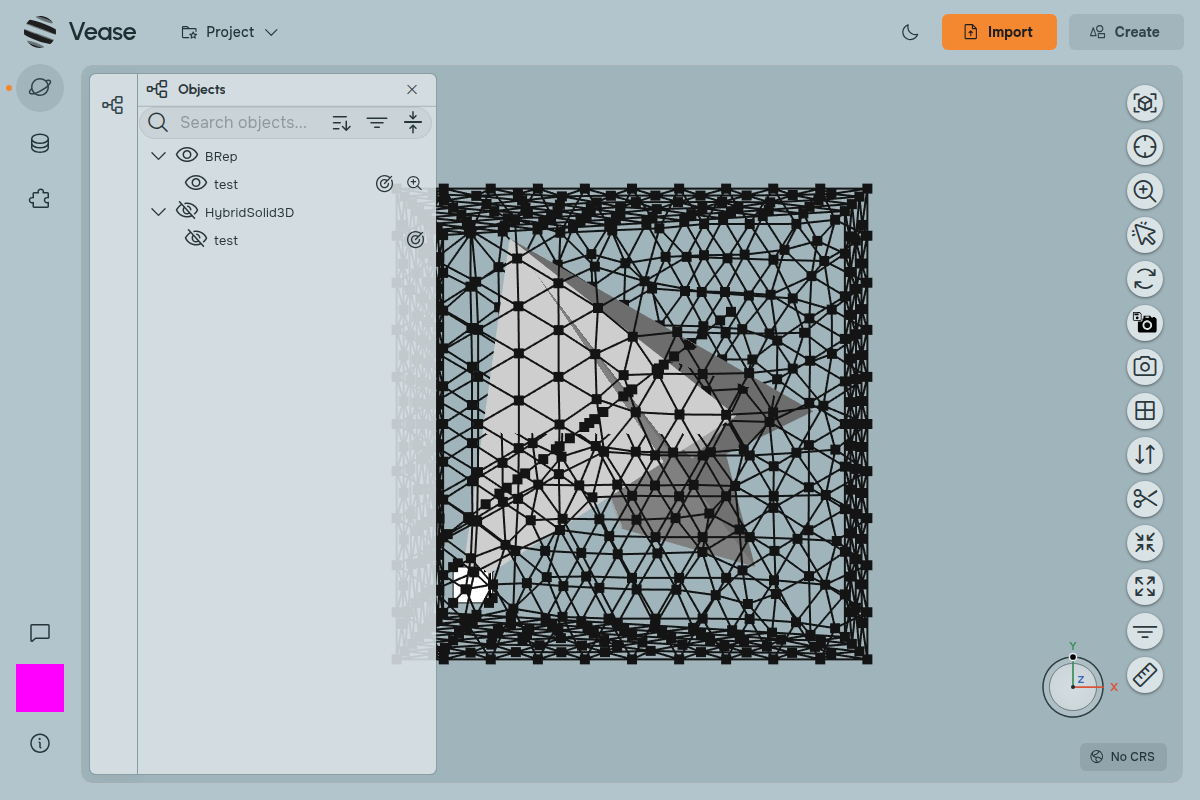 Vease
Project
Import
Create
Objects
Search objects...
BRep
test
HybridSolid3D
test
Y
Z
X
No CRS